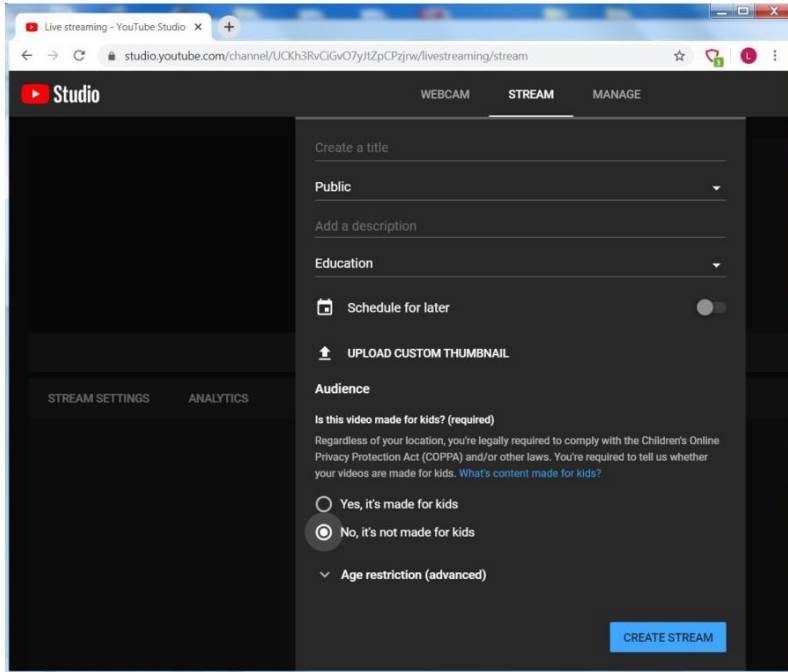 Live streaming - YouTube Studio
studio.youtube.com/channel/UCKh3RvCiGvO7yJtZpCPzjrw/livestreaming/stream
L
3
Studio
WEBCAM STREAM MANAGE
Create a title
Public
Add a description
Education
Schedule for later
UPLOAD CUSTOM THUMBNAIL
STREAM SETTINGS ANALYTICS
Audience
Is this video made for kids? (required)
Regardless of your location, you're legally required to comply with the Children's Online
Privacy Protection Act (COPPA) and/or other laws. You're required to tell us whether
your videos are made for kids. What's content made for kids?
Yes, it's made for kids
No, it's not made for kids
Age restriction (advanced)
CREATE STREAM